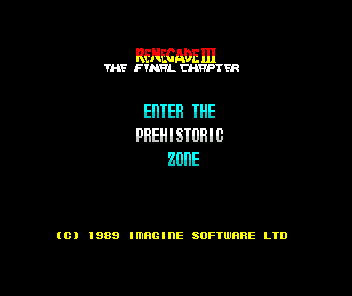 RENEGADE III
THE FINAL CHAPTER
ENTER THE
PREHISTORIC
ZONE
(C) 1989 IMAGINE SOFTWARE LTD